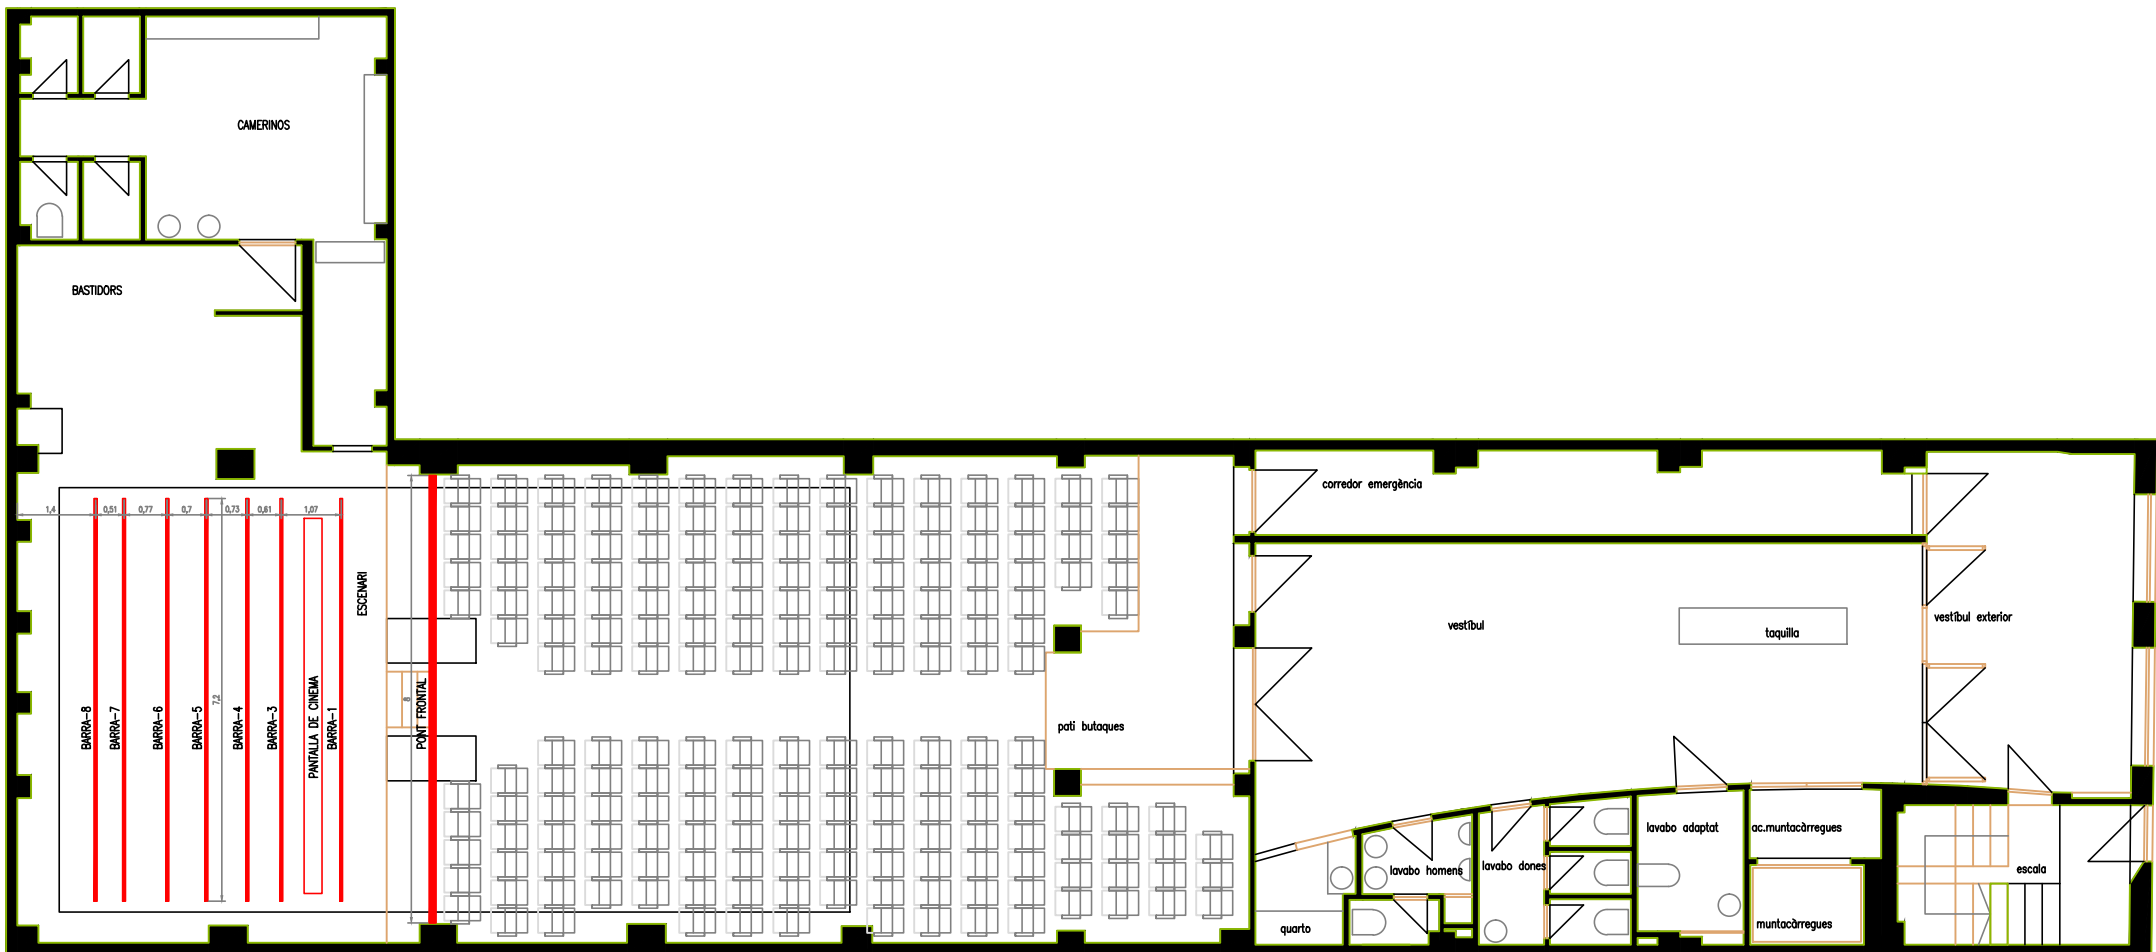 CAMERINOS
BASTIDORS
corredor emergència
1,4
0,51
0,77
0,7
0,73
0,61
1,07
ESCENARI
vestíbul
taquilla
vestíbul exterior
7,2
8
BARRA-8
BARRA-7
BARRA-6
BARRA-5
BARRA-4
BARRA-3
PANTALLA DE CINEMA
BARRA-1
PONT FRONTAL
pati butaques
lavabo adaptat
ac.muntacàrregues
lavabo homens
lavabo dones
escala
quarto
muntacàrregues